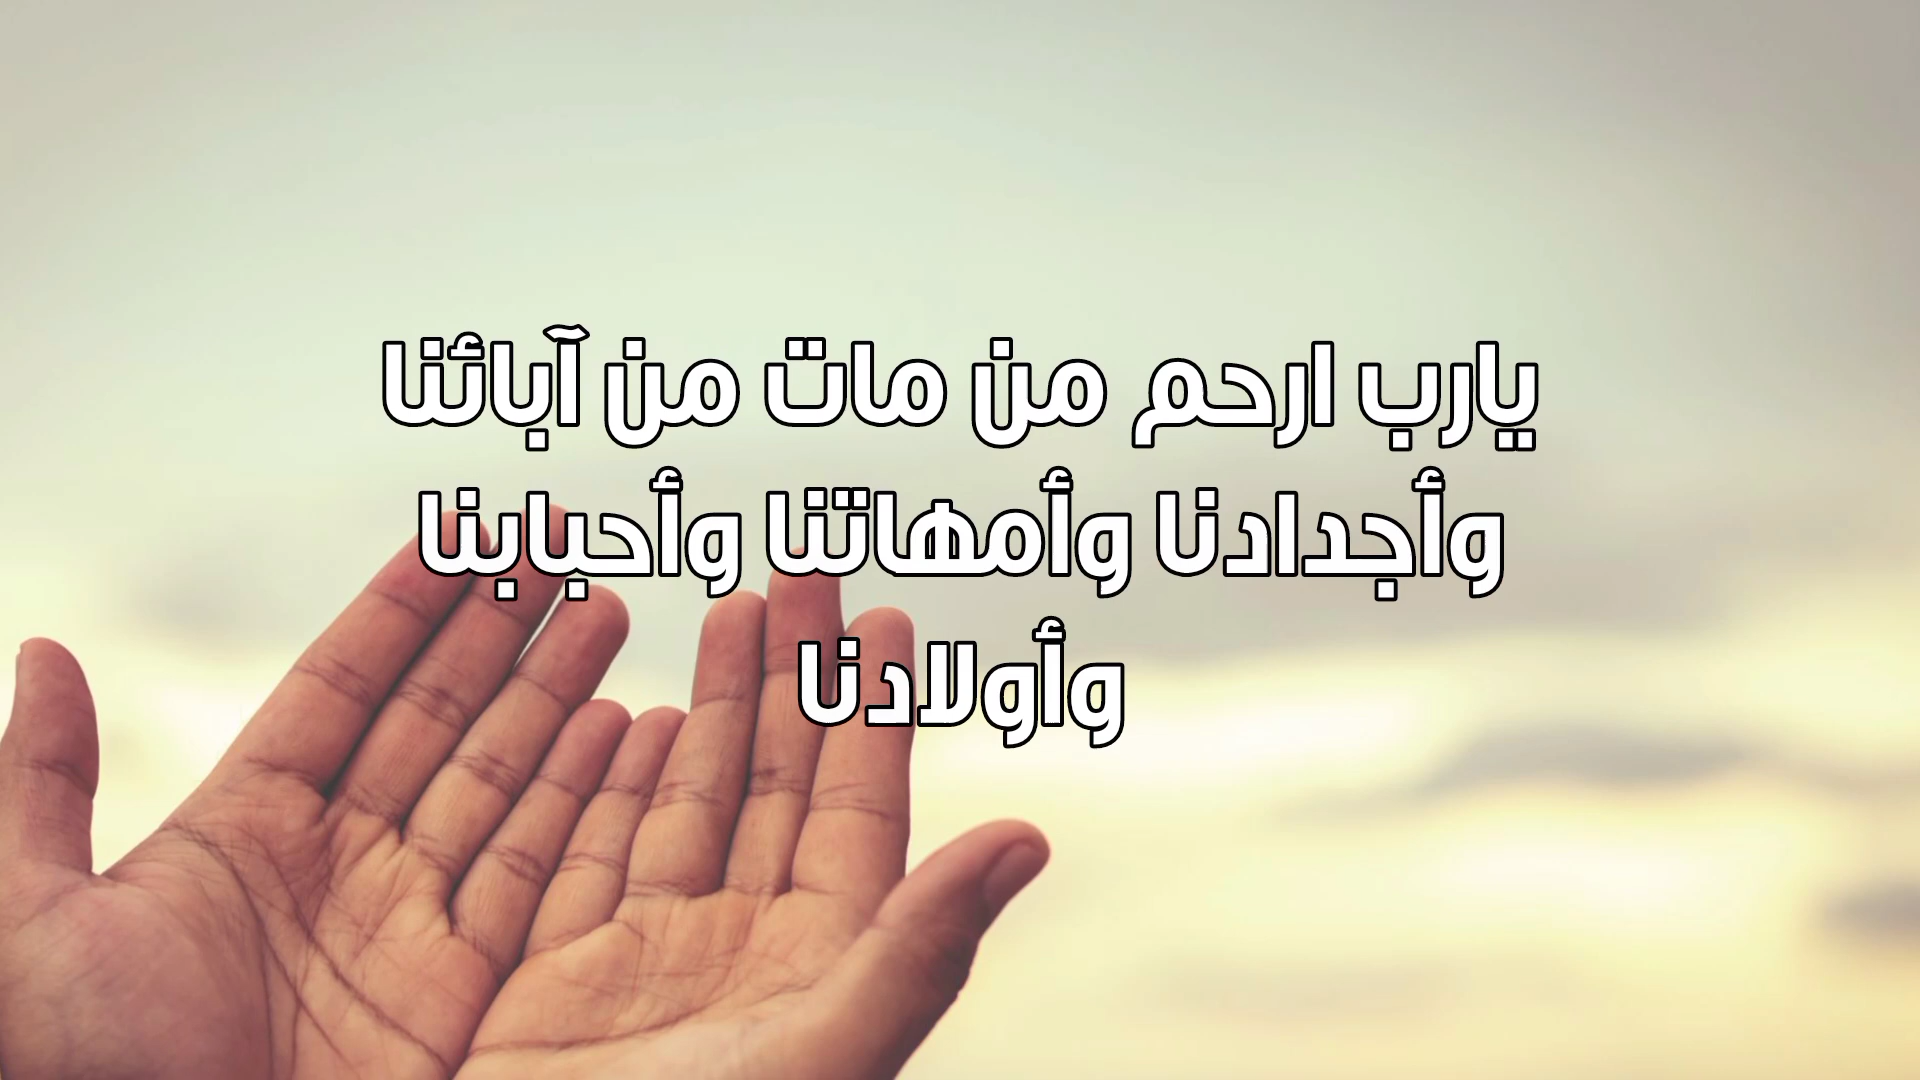 يارب ارحم من مات من آبائنا
وأجدادنا وأمهاتنا وأحبابنا
وأولادنا